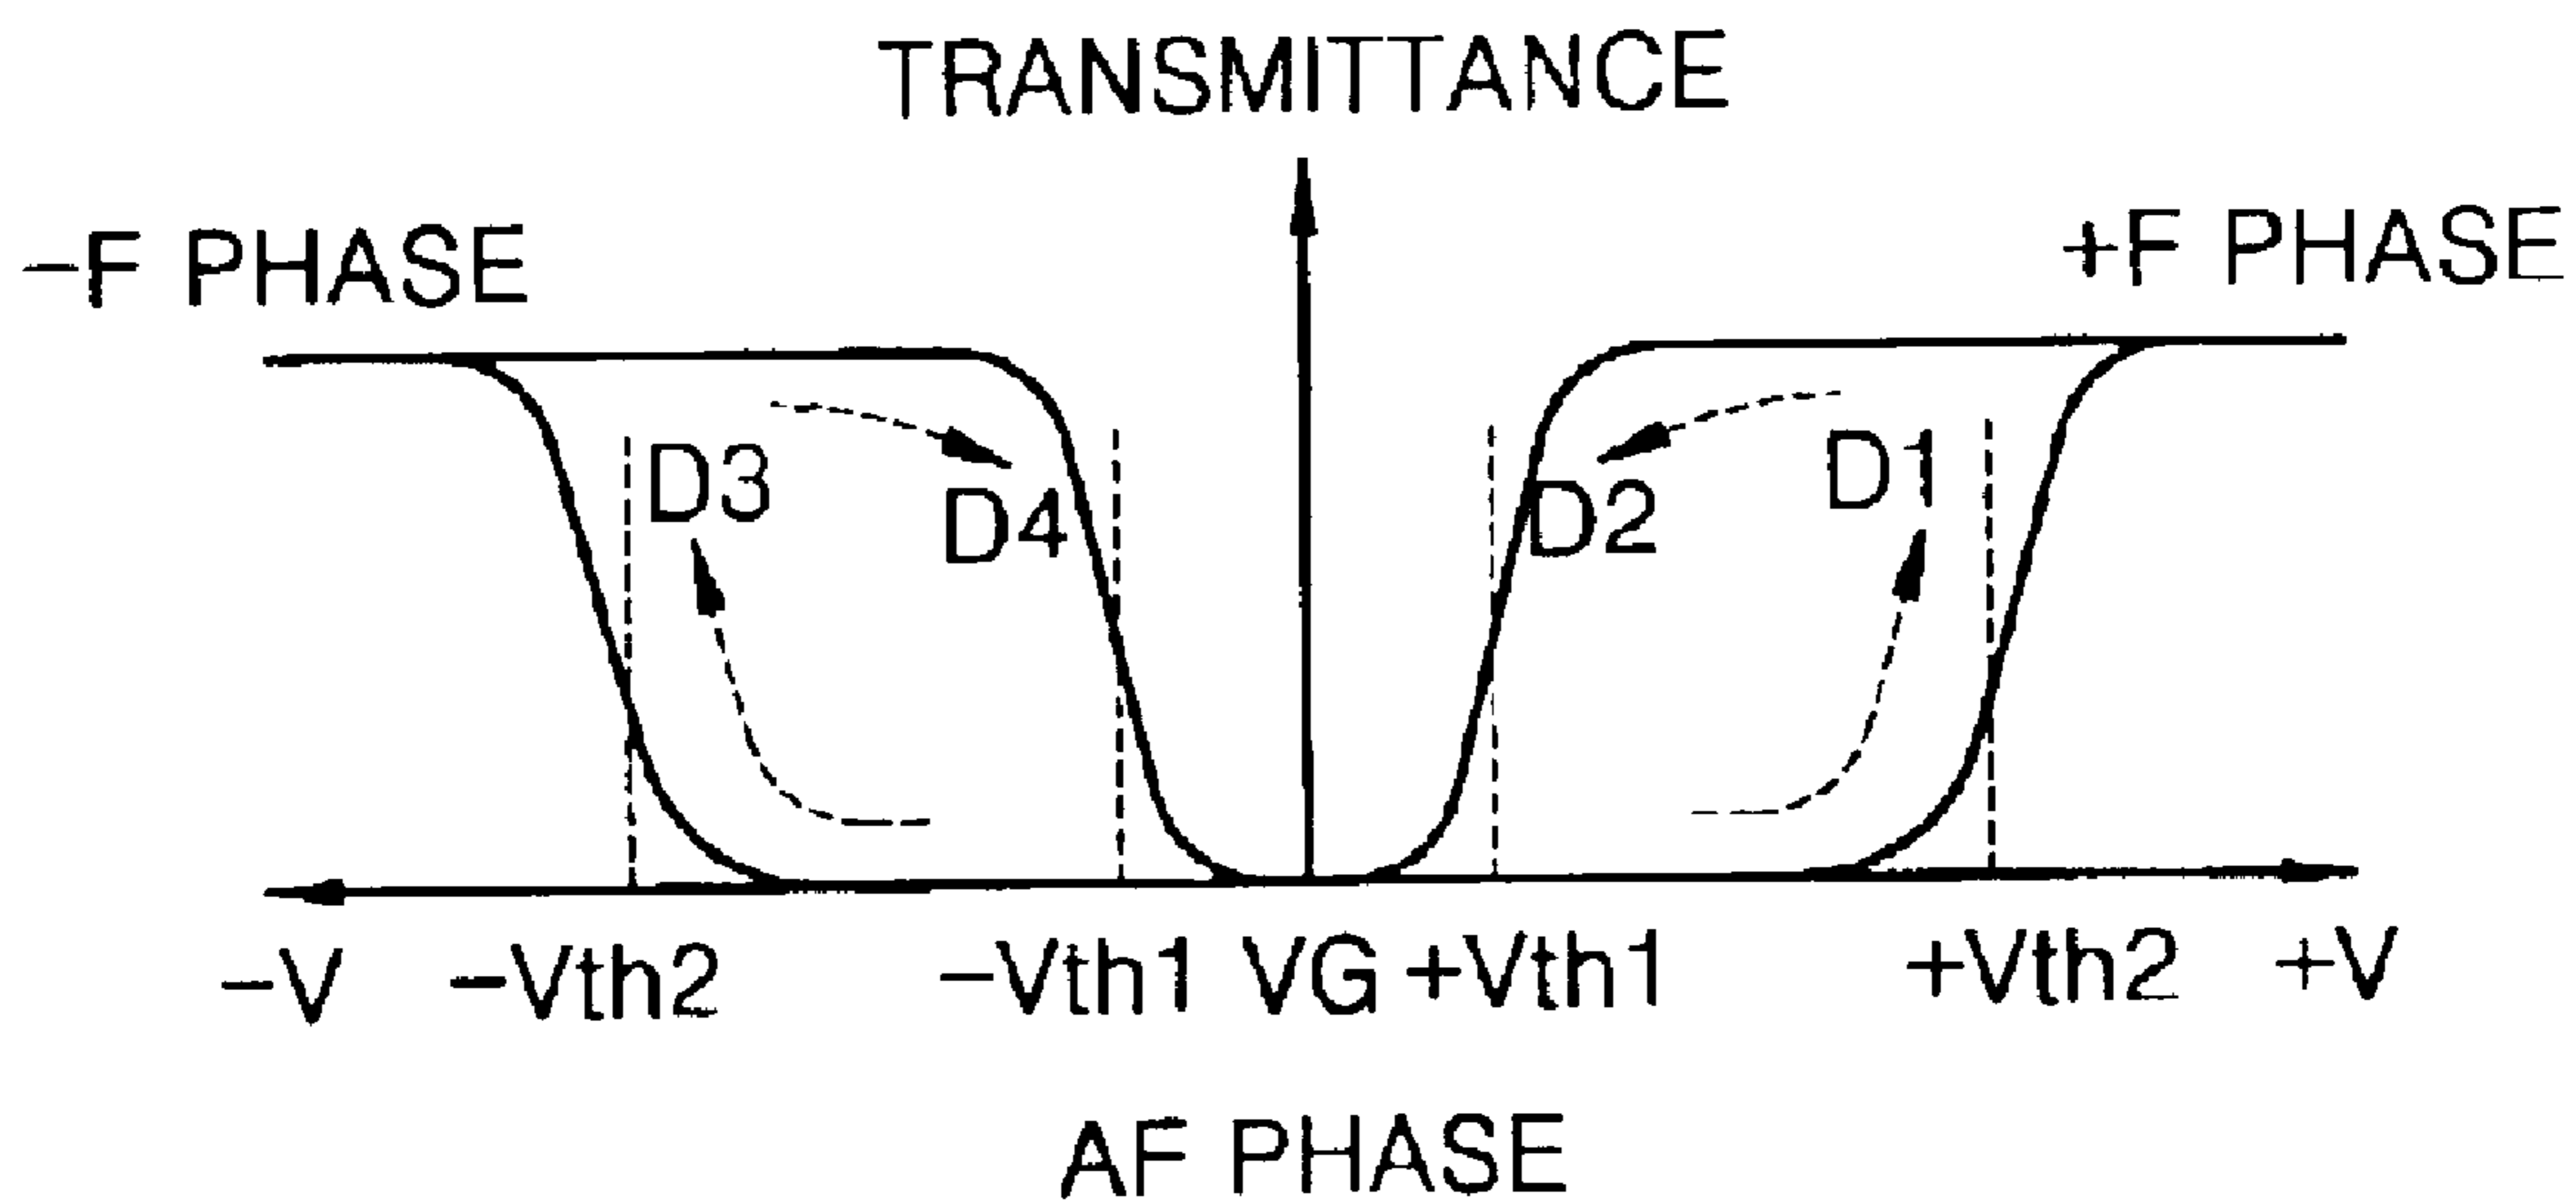 TRANSMITTANCE
−F PHASE
+F PHASE
D3
D4
D2
D1
−V
−Vth2
−Vth1
VG
+Vth1
+Vth2
+V
AF PHASE